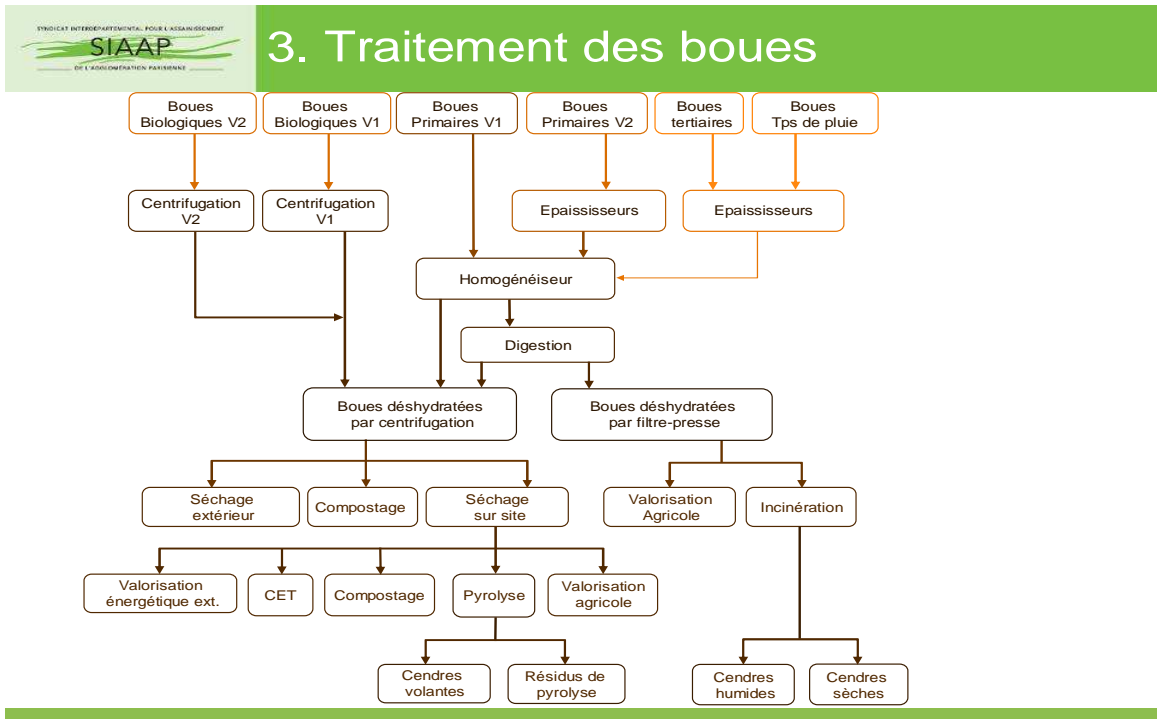 SYNDICAT INTERDEPARTEMENTAL POUR L'ASSAINISSEMENT
SIAAP
DE L'AGGLOMERATION PARISIENNE
3. Traitement des boues
Boues
Biologiques V2
Boues
Biologiques V1
Boues
Primaires V1
Boues
Primaires V2
Boues
tertiaires
Boues
Tps de pluie
Centrifugation
V2
Centrifugation
V1
Epaississeurs
Epaississeurs
Homogénéiseur
Digestion
Boues déshydratées
par centrifugation
Boues déshydratées
par filtre-presse
Séchage
extérieur
Compostage
Séchage
sur site
Valorisation
Agricole
Incinération
Valorisation
énergétique ext.
CET
Compostage
Pyrolyse
Valorisation
agricole
Cendres
volantes
Résidus de
pyrolyse
Cendres
humides
Cendres
sèches